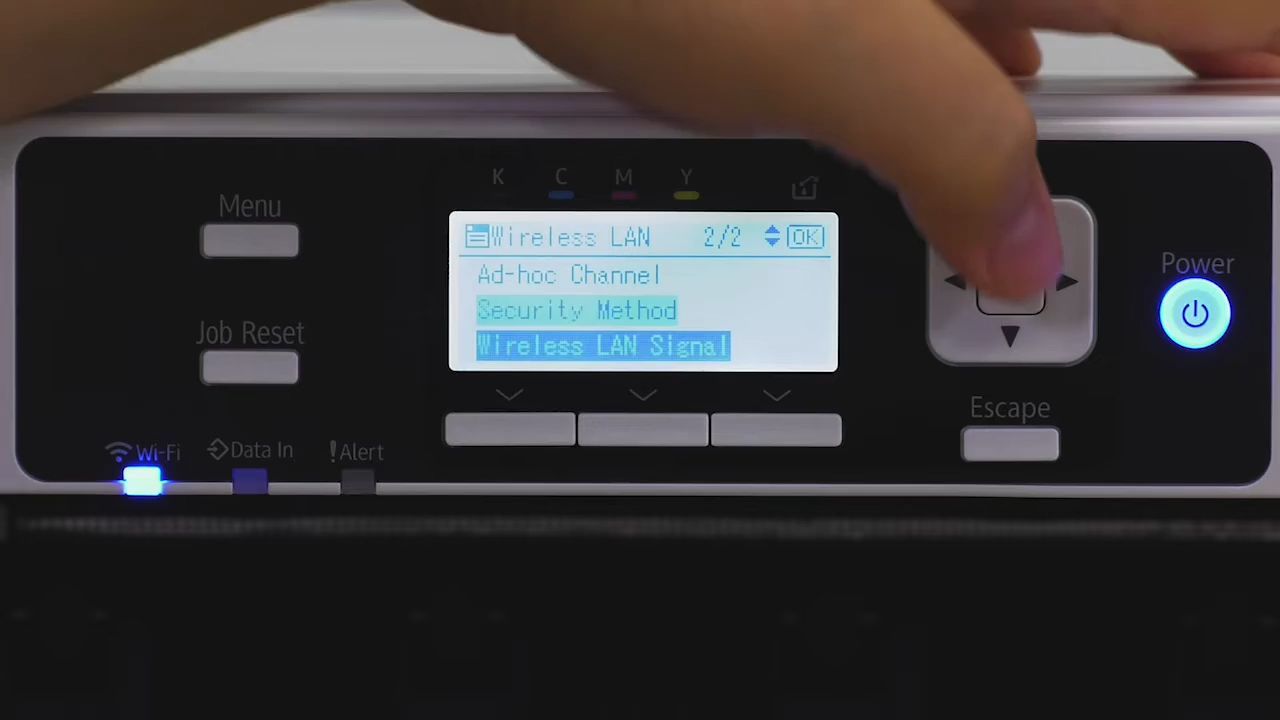 K C M Y
Menu
Wireless LAN 2/2 OK
Ad-hoc Channel
Security Method
Wireless LAN Signal
Power
Job Reset
Escape
Wi-Fi Data In !Alert